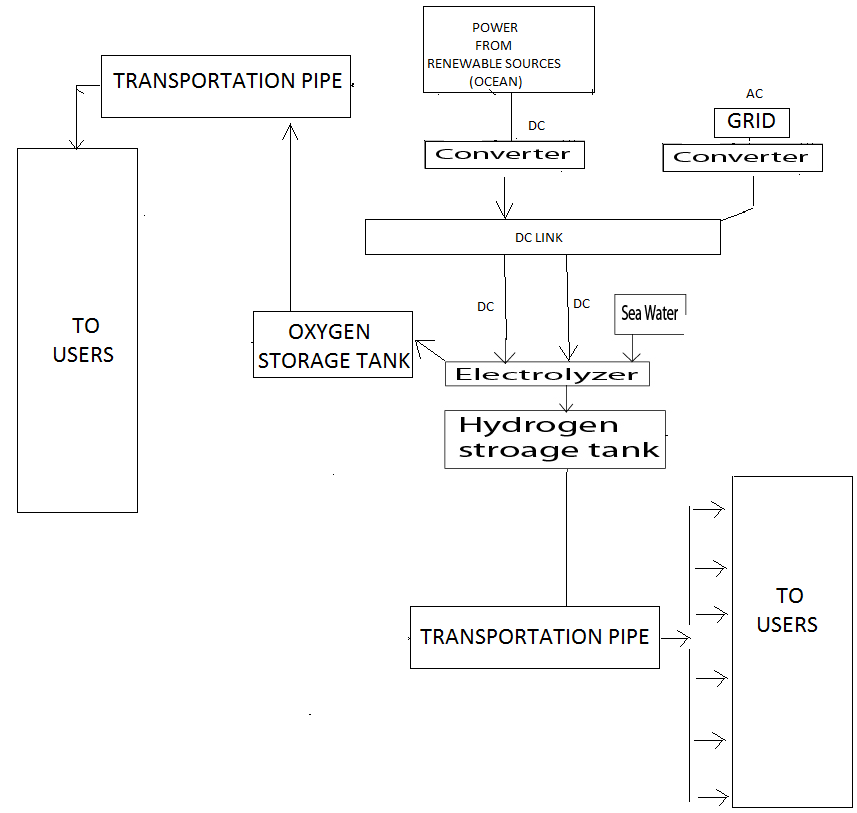 POWER
FROM
RENEWABLE SOURCES
(OCEAN)
TRANSPORTATION PIPE
AC
GRID
DC
Converter
Converter
DC LINK
DC
DC
Sea Water
OXYGEN
STORAGE TANK
TO
USERS
Electrolyzer
Hydrogen
stroage tank
TO
USERS
TRANSPORTATION PIPE